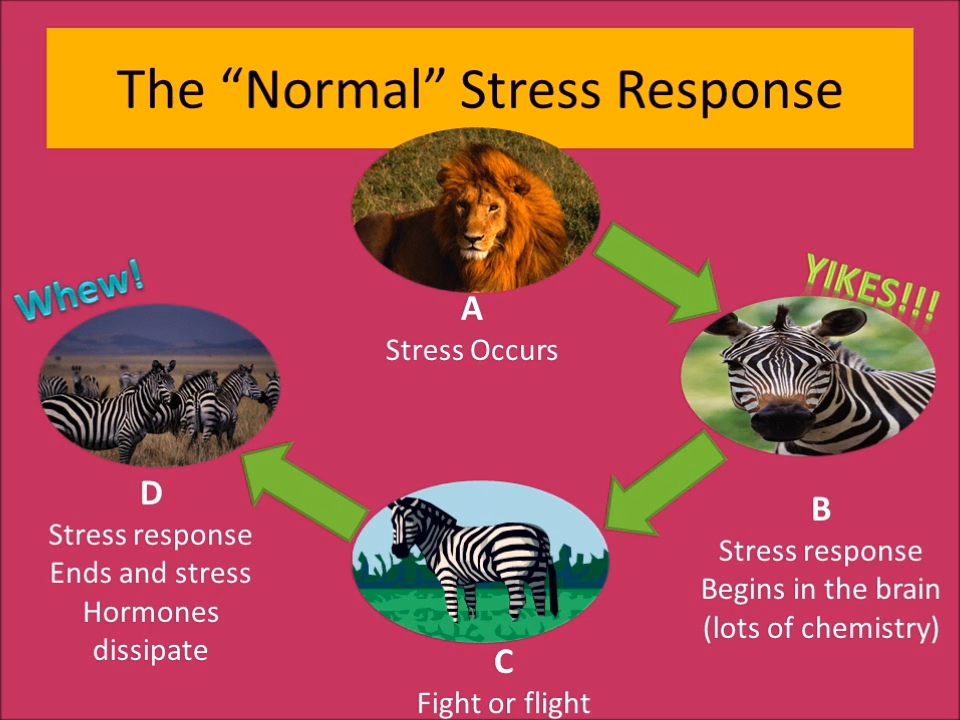 The “Normal” Stress Response
A
Stress Occurs
YIKES!!!
B
Stress response
Begins in the brain
(lots of chemistry)
C
Fight or flight
Whew!
D
Stress response
Ends and stress
Hormones
dissipate